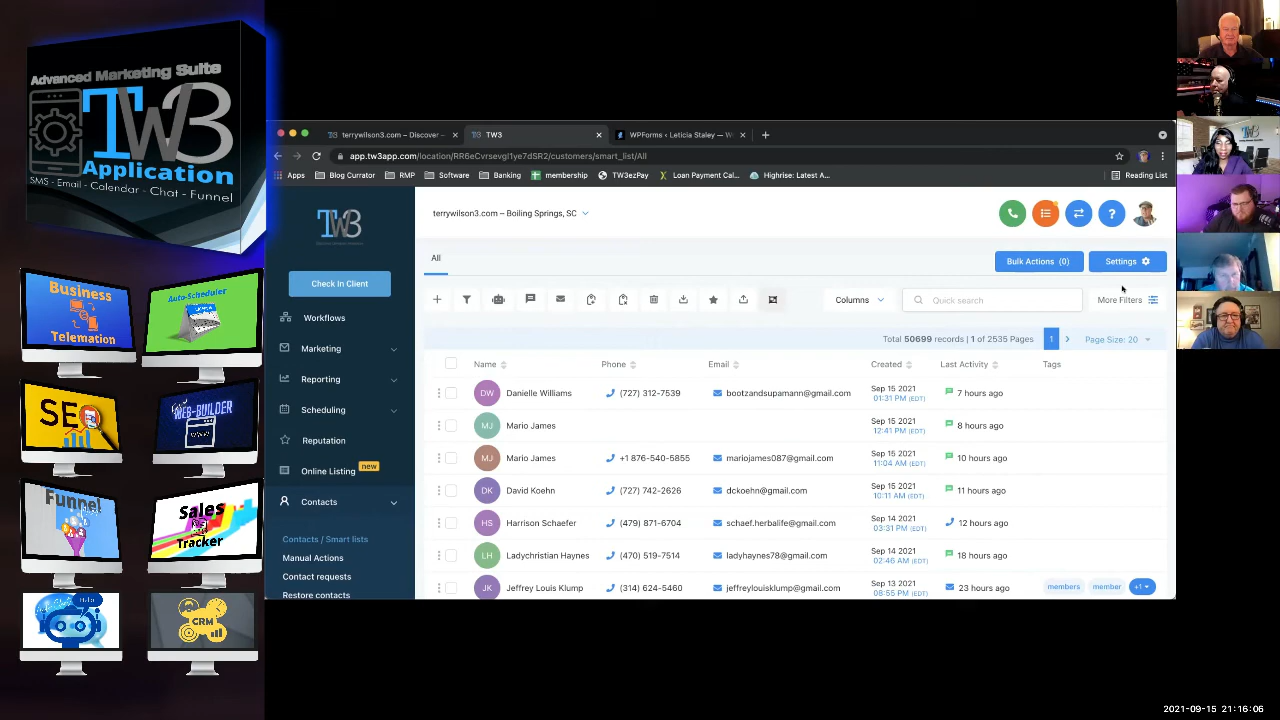 Advanced Marketing Suite
TW3
Application
SMS - Email - Calendar - Chat - Funnel
Business
Telemation
Auto-Scheduler
SEO
WEB-BUILDER
WWW
Funnel
Sales
Tracker
Help
CRM
terrywilson3.com – Discover –
TW3
WPForms ‹ Leticia Staley — W
app.tw3app.com/location/RR6eCvrsevgl1ye7dSR2/customers/smart_list/All
Apps
Blog Currator
RMP
Software
Banking
membership
TW3ezPay
Loan Payment Cal...
Highrise: Latest A...
Reading List
TW3
terrywilson3.com – Boiling Springs, SC
Check In Client
Workflows
Marketing
Reporting
Scheduling
Reputation
Online Listing new
Contacts
Contacts / Smart lists
Manual Actions
Contact requests
Restore contacts
All
Bulk Actions (0)
Settings
Columns
Quick search
More Filters
Total 50699 records | 1 of 2535 Pages
1
Page Size: 20
Name Phone Email Created Last Activity Tags
DW Danielle Williams (727) 312-7539 bootzandsupamann@gmail.com Sep 15 2021 7 hours ago
01:31 PM (EDT)
MJ Mario James Sep 15 2021 8 hours ago
12:41 PM (EDT)
MJ Mario James +1 876-540-5855 mariojames087@gmail.com Sep 15 2021 10 hours ago
11:04 AM (EDT)
DK David Koehn (727) 742-2626 dckoehn@gmail.com Sep 15 2021 11 hours ago
10:11 AM (EDT)
HS Harrison Schaefer (479) 871-6704 schaef.herbalife@gmail.com Sep 14 2021 12 hours ago
03:31 PM (EDT)
LH Ladychristian Haynes (470) 519-7514 ladyhaynes78@gmail.com Sep 14 2021 18 hours ago
02:46 AM (EDT)
JK Jeffrey Louis Klump (314) 624-5460 jeffreylouisklump@gmail.com Sep 13 2021 23 hours ago members member +1
08:55 PM (EDT)
2021-09-15 21:16:06